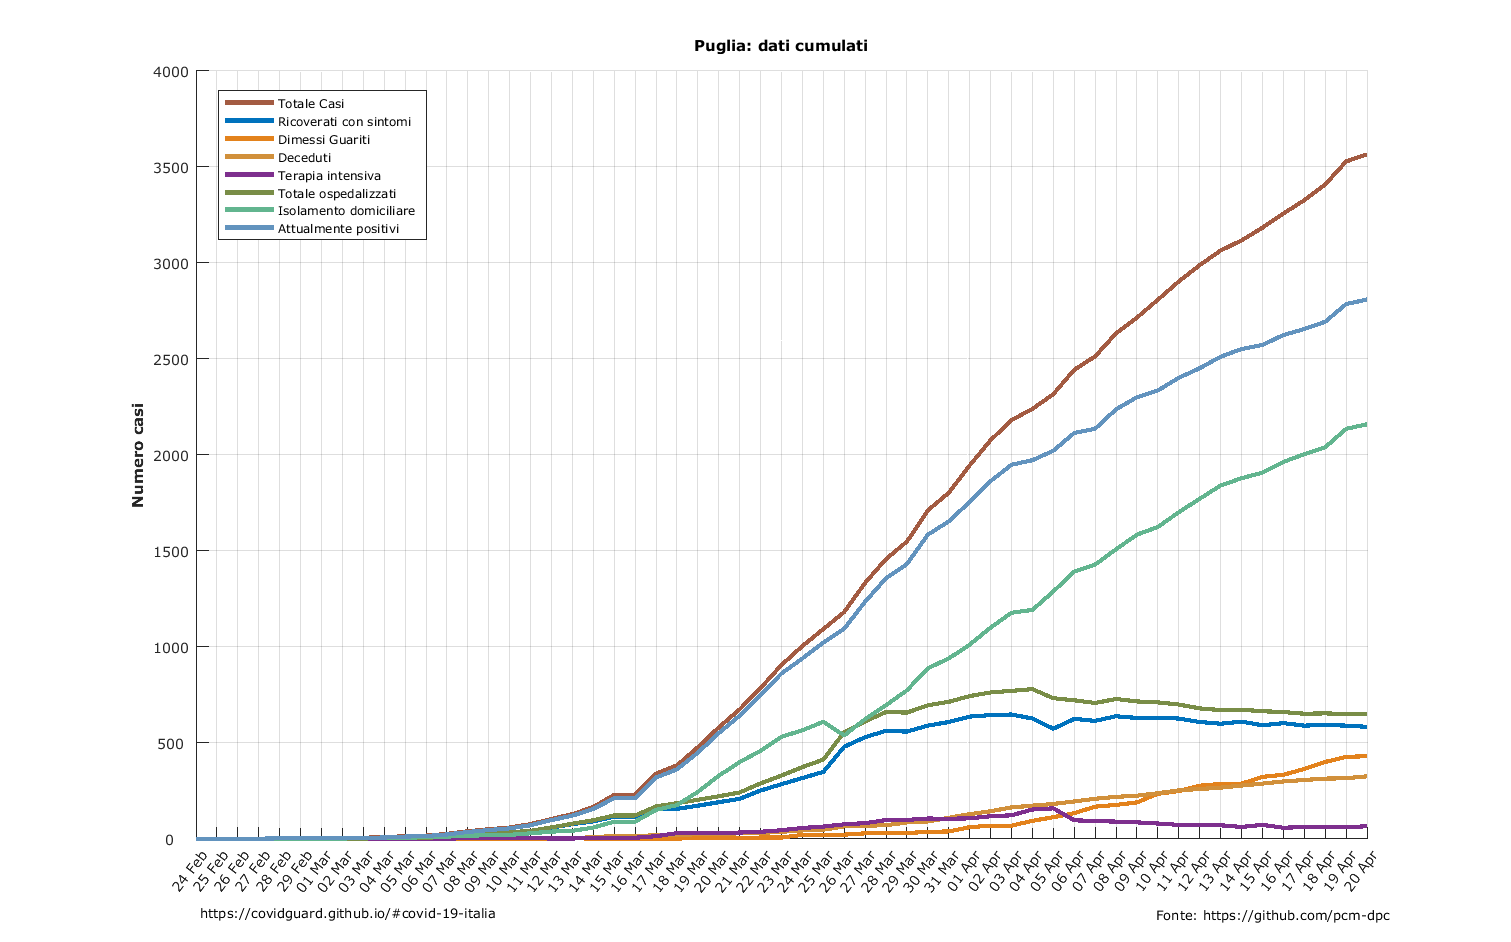 Puglia: dati cumulati
4000
3500
3000
2500
2000
1500
1000
500
0
Numero casi
Totale Casi
Ricoverati con sintomi
Dimessi Guariti
Deceduti
Terapia intensiva
Totale ospedalizzati
Isolamento domiciliare
Attualmente positivi
24 Feb
25 Feb
26 Feb
27 Feb
28 Feb
29 Feb
01 Mar
02 Mar
03 Mar
04 Mar
05 Mar
06 Mar
07 Mar
08 Mar
09 Mar
10 Mar
11 Mar
12 Mar
13 Mar
14 Mar
15 Mar
16 Mar
17 Mar
18 Mar
19 Mar
20 Mar
21 Mar
22 Mar
23 Mar
24 Mar
25 Mar
26 Mar
27 Mar
28 Mar
29 Mar
30 Mar
31 Mar
01 Apr
02 Apr
03 Apr
04 Apr
05 Apr
06 Apr
07 Apr
08 Apr
09 Apr
10 Apr
11 Apr
12 Apr
13 Apr
14 Apr
15 Apr
16 Apr
17 Apr
18 Apr
19 Apr
20 Apr
https://covidguard.github.io/#covid-19-italia
Fonte: https://github.com/pcm-dpc